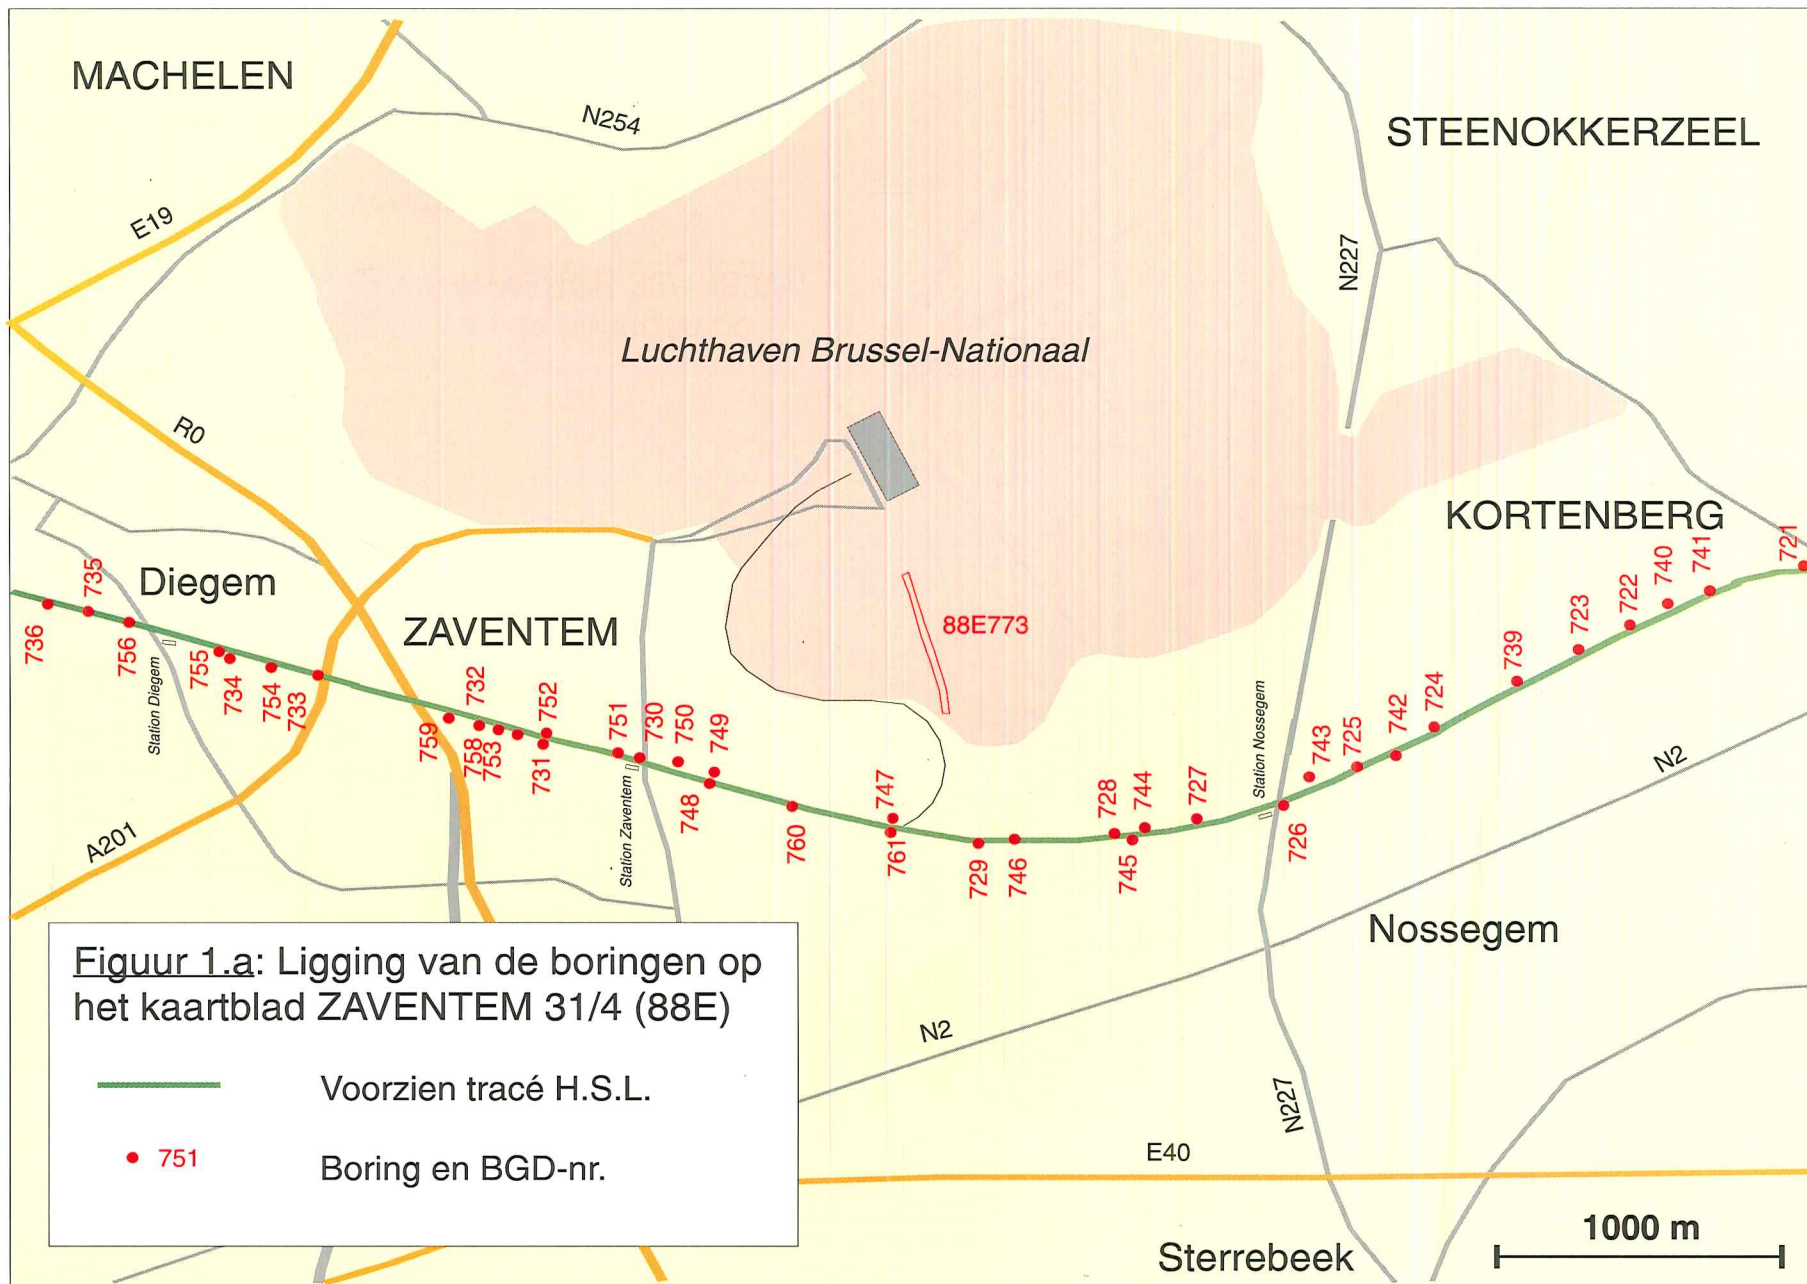 MACHELEN
N254
STEENOKKERZEEL
E19
N227
Luchthaven Brussel-Nationaal
R0
KORTENBERG
721
741
740
722
723
739
724
742
725
743
726
Diegem
ZAVENTEM
88E773
735
736
756
755
734
754
733
Station Diegem
759
732
758
753
752
731
751
730
750
749
748
Station Zaventem
760
747
761
729
746
728
744
745
727
Station Nossegem
N2
A201
Nossegem
N2
N227
E40
Sterrebeek
1000 m
Figuur 1.a: Ligging van de boringen op
het kaartblad ZAVENTEM 31/4 (88E)
Voorzien tracé H.S.L.
751
Boring en BGD-nr.